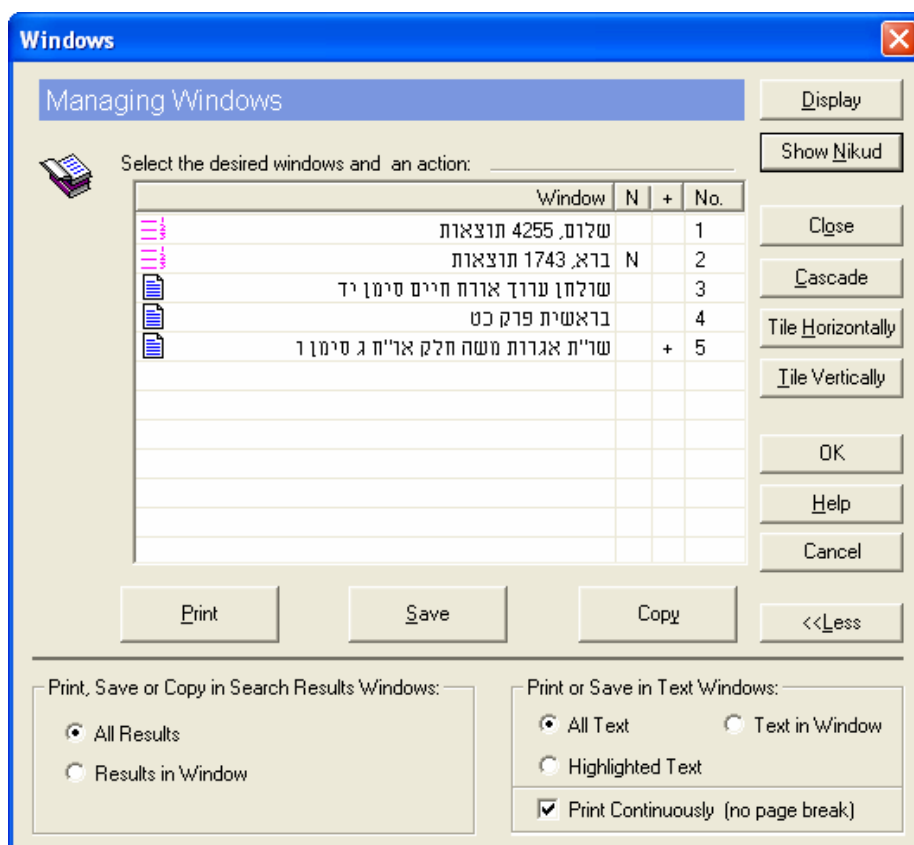 Windows
Managing Windows
Display
Show Nikud
Select the desired windows and an action:
Window N + No.
שלום, 4255 תוצאות 1
ברא, 1743 תוצאות N 2
שולחן ערוך אורח חיים סימן יד 3
בראשית פרק כט 4
שו"ת אגרות משה חלק או"ח ג סימן ו + 5
Close
Cascade
Tile Horizontally
Tile Vertically
OK
Help
Cancel
Print Save Copy
<<Less
Print, Save or Copy in Search Results Windows:
All Results
Results in Window
Print or Save in Text Windows:
All Text Text in Window
Highlighted Text
Print Continuously (no page break)